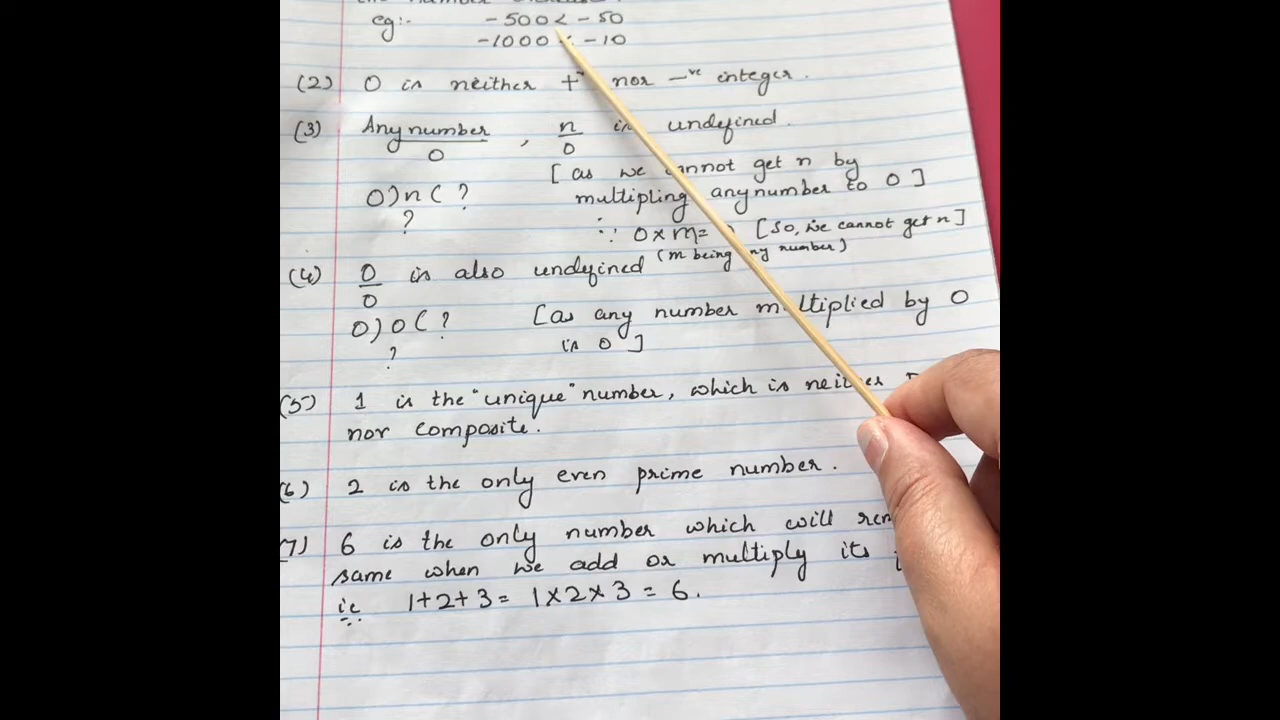 eg:- -500 < -50
-1000 < -10
(2) 0 is neither + nor -ve integer.
(3) Any number / 0 , n/0 is undefined.
[as we cannot get n by
0)n( ? multipling any number to 0]
?
∵ 0 x m = [so, we cannot get n]
(m being any number)
(4) 0/0 is also undefined
0)0( ? [as any number multiplied by 0
? is 0]
(5) 1 is the "unique" number, which is neither
nor composite.
(6) 2 is the only even prime number.
(7) 6 is the only number which will
same when we add or multiply its
ie 1+2+3 = 1x2x3 = 6.